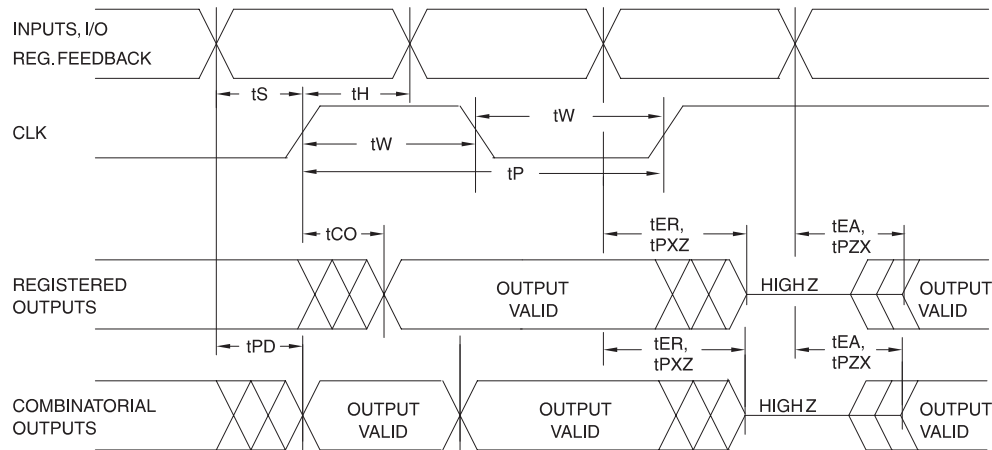 INPUTS, I/O
REG. FEEDBACK
tS
tH
CLK
tW
tW
tP
tCO
tER,
tPXZ
tEA,
tPZX
REGISTERED
OUTPUTS
OUTPUT
VALID
HIGH Z
OUTPUT
VALID
tPD
tER,
tPXZ
tEA,
tPZX
COMBINATORIAL
OUTPUTS
OUTPUT
VALID
OUTPUT
VALID
HIGH Z
OUTPUT
VALID